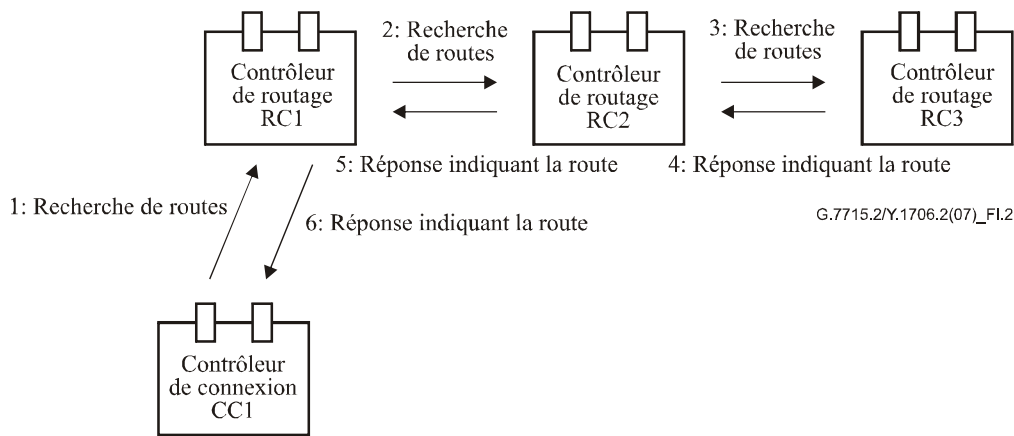 2: Recherche
de routes
3: Recherche
de routes
Contrôleur
de routage
RC1
Contrôleur
de routage
RC2
Contrôleur
de routage
RC3
5: Réponse indiquant la route
4: Réponse indiquant la route
1: Recherche de routes
6: Réponse indiquant la route
G.7715.2/Y.1706.2(07)_FI.2
Contrôleur
de connexion
CC1